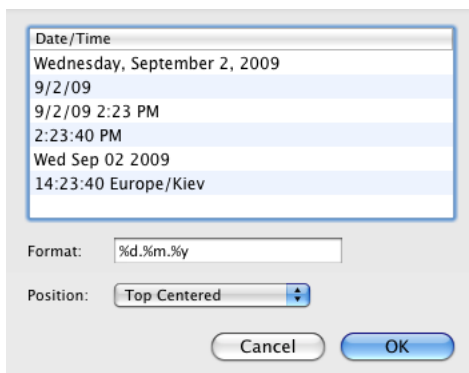 Date/Time
Wednesday, September 2, 2009
9/2/09
9/2/09 2:23 PM
2:23:40 PM
Wed Sep 02 2009
14:23:40 Europe/Kiev
Format: %d.%m.%y
Position: Top Centered
Cancel OK